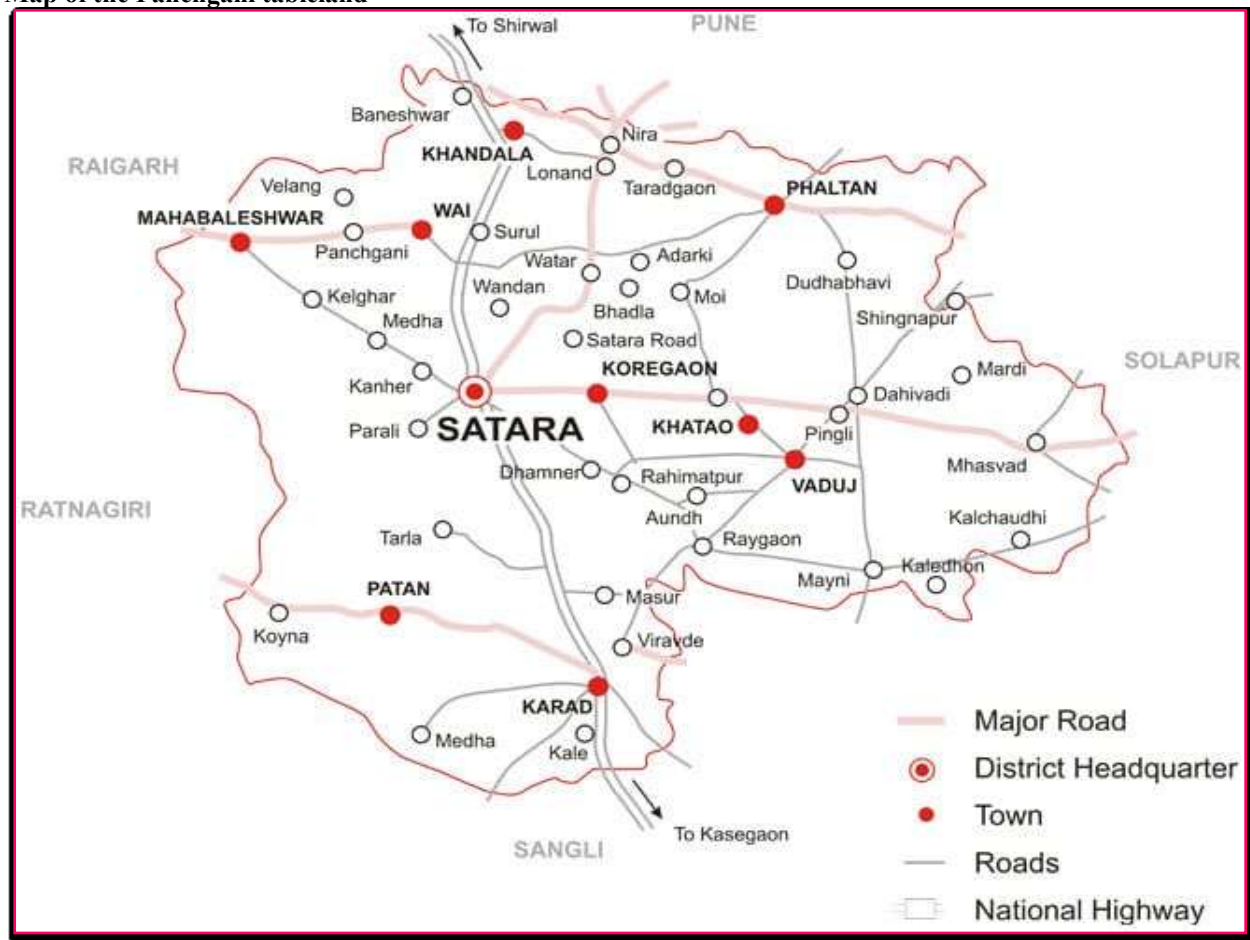 Map of the Panchgani tableland
To Shirwal
PUNE
Baneshwar
KHANDALA
Nira
Lonand
Taradgaon
RAIGARH
Velang
PHALTAN
MAHABALESHWAR
WAI
Surul
Panchgani
Watar
Adarki
Dudhabhavi
Kelghar
Wandan
Bhadla
Moi
Shingnapur
Medha
Satara Road
SOLAPUR
Kanher
KOREGAON
Mardi
Dahivadi
Parali
SATARA
KHATAO
Pingli
Mhasvad
Dhamner
Rahimatpur
VADUJ
RATNAGIRI
Aundh
Kalchaudhi
Tarla
Raygaon
Mayni
Kaledhon
PATAN
Masur
Koyna
Viravde
KARAD
Medha
Kale
Major Road
District Headquarter
Town
To Kasegaon
SANGLI
Roads
National Highway